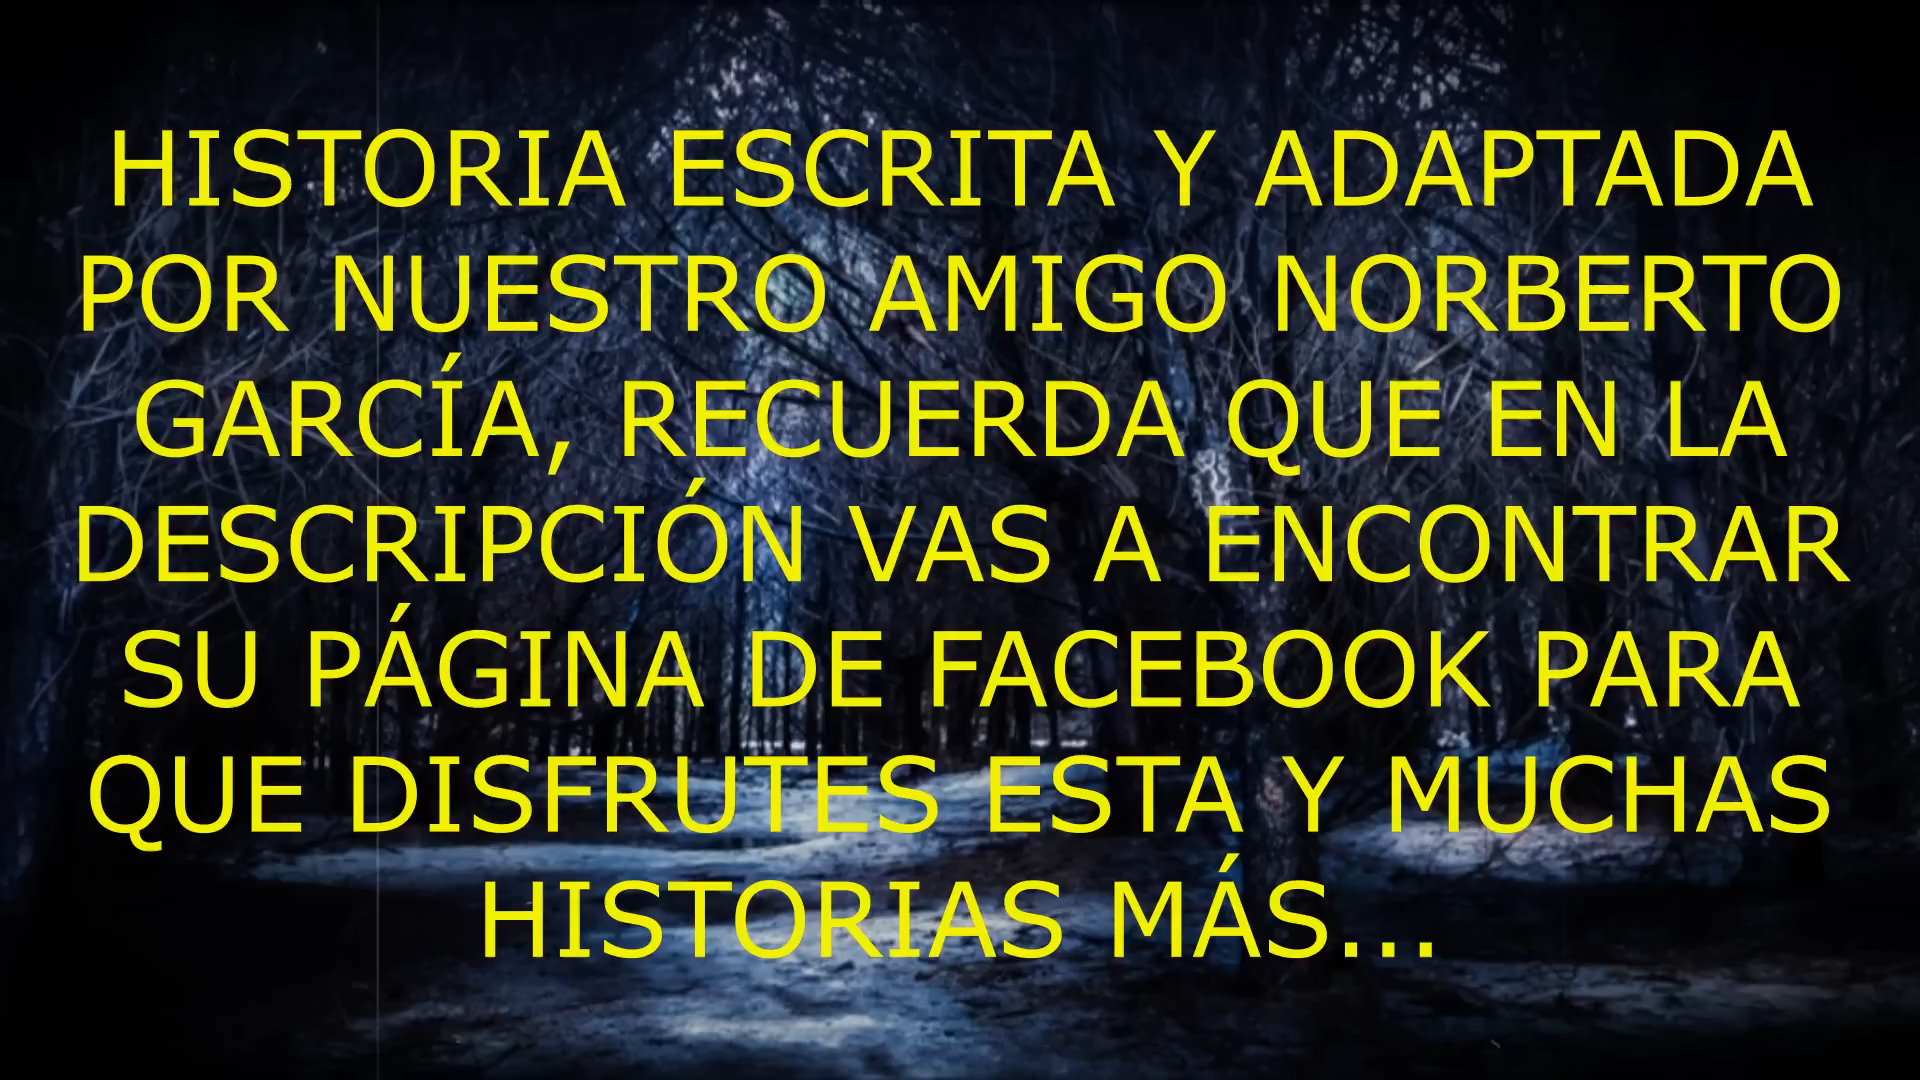 HISTORIA ESCRITA Y ADAPTADA
POR NUESTRO AMIGO NORBERTO
GARCÍA, RECUERDA QUE EN LA
DESCRIPCIÓN VAS A ENCONTRAR
SU PÁGINA DE FACEBOOK PARA
QUE DISFRUTES ESTA Y MUCHAS
HISTORIAS MÁS...